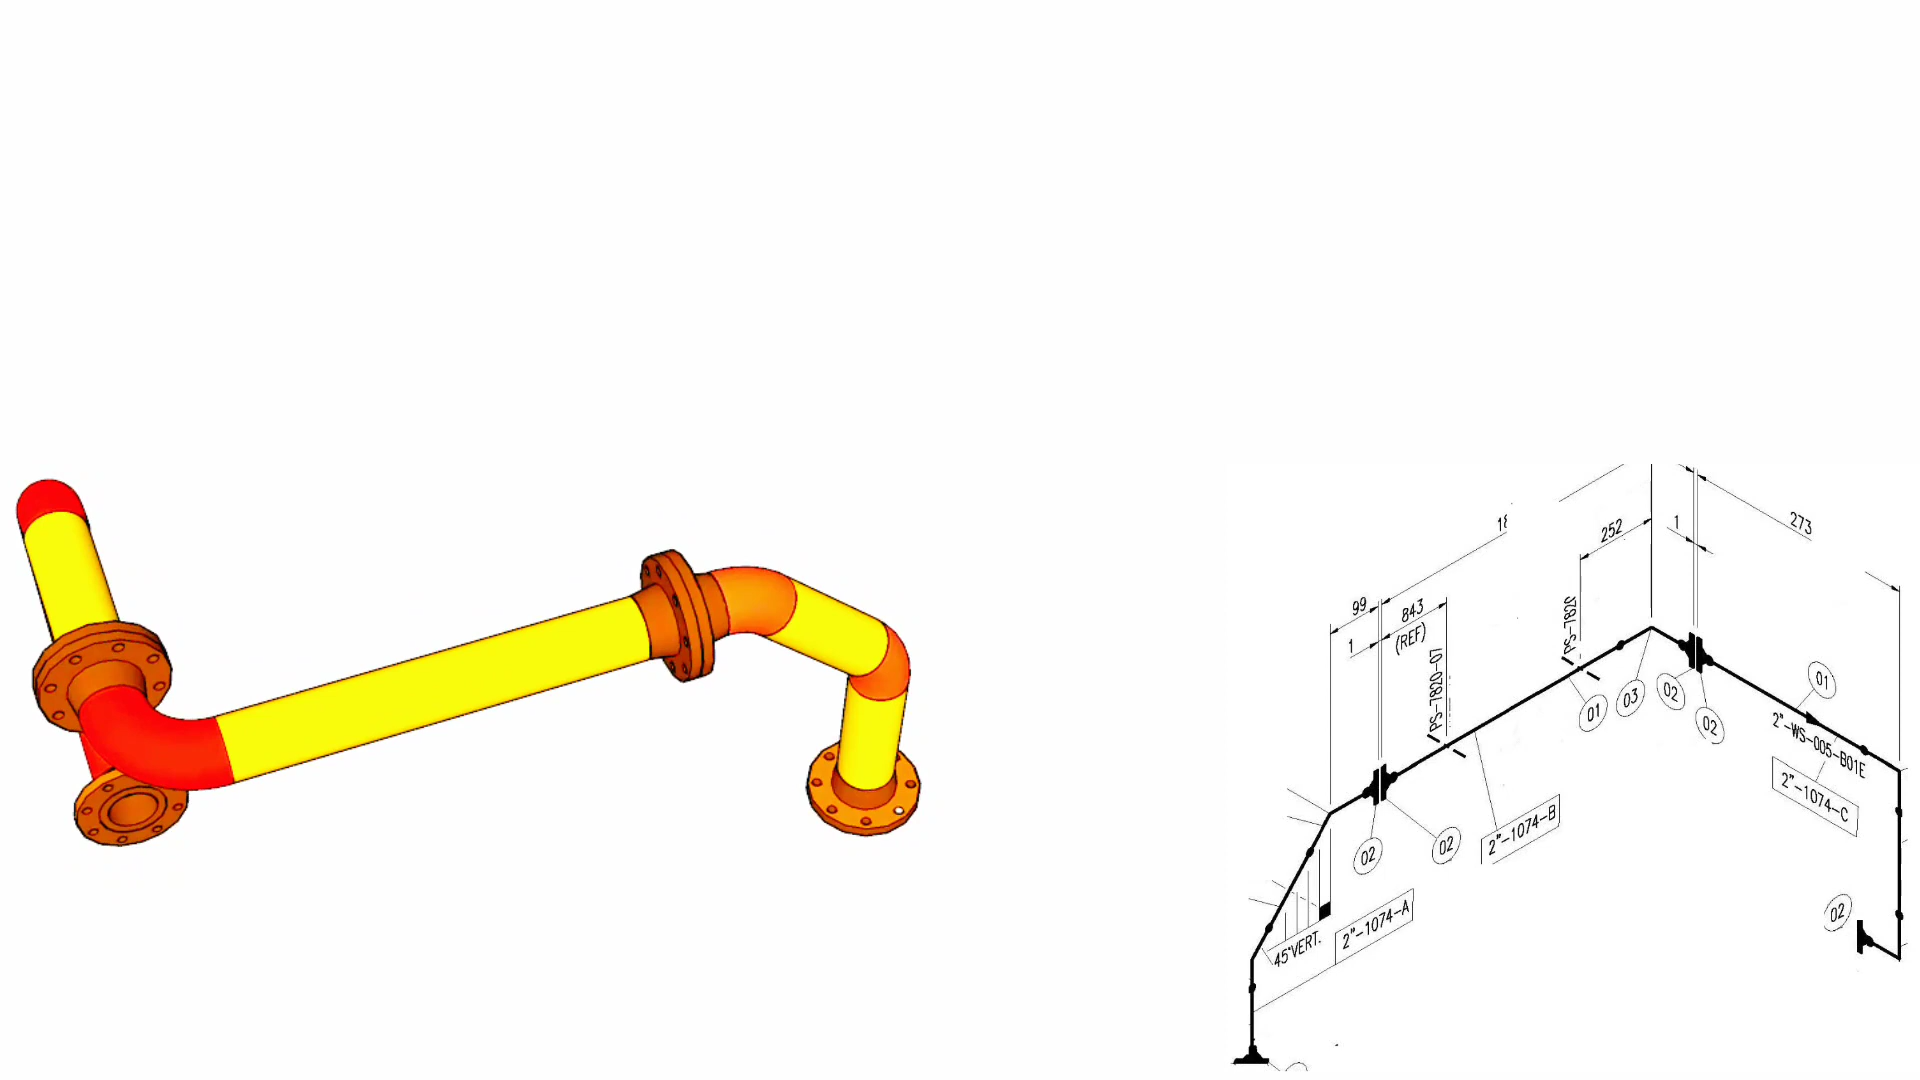 273
1
252
18
99
843
(REF)
1
PS-7820
PS-7820-07
01
01
03
02
02
2"-WS-005-B01E
2"-1074-C
2"-1074-B
02
02
2"-1074-A
45°VERT.
02